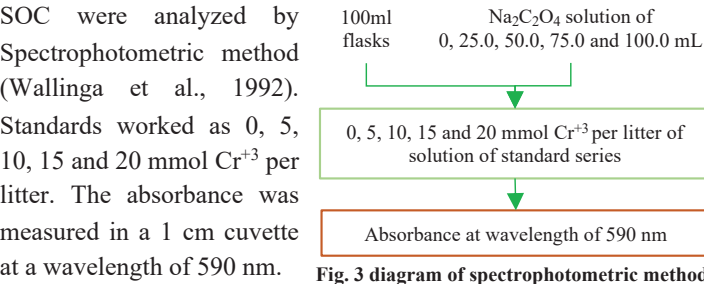 SOC were analyzed by
Spectrophotometric method
(Wallinga et al., 1992).
Standards worked as 0, 5,
10, 15 and 20 mmol Cr⁺³ per
litter. The absorbance was
measured in a 1 cm cuvette
at a wavelength of 590 nm.
100ml
flasks
Na₂C₂O₄ solution of
0, 25.0, 50.0, 75.0 and 100.0 mL
0, 5, 10, 15 and 20 mmol Cr⁺³ per litter of
solution of standard series
Absorbance at wavelength of 590 nm
Fig. 3 diagram of spectrophotometric method